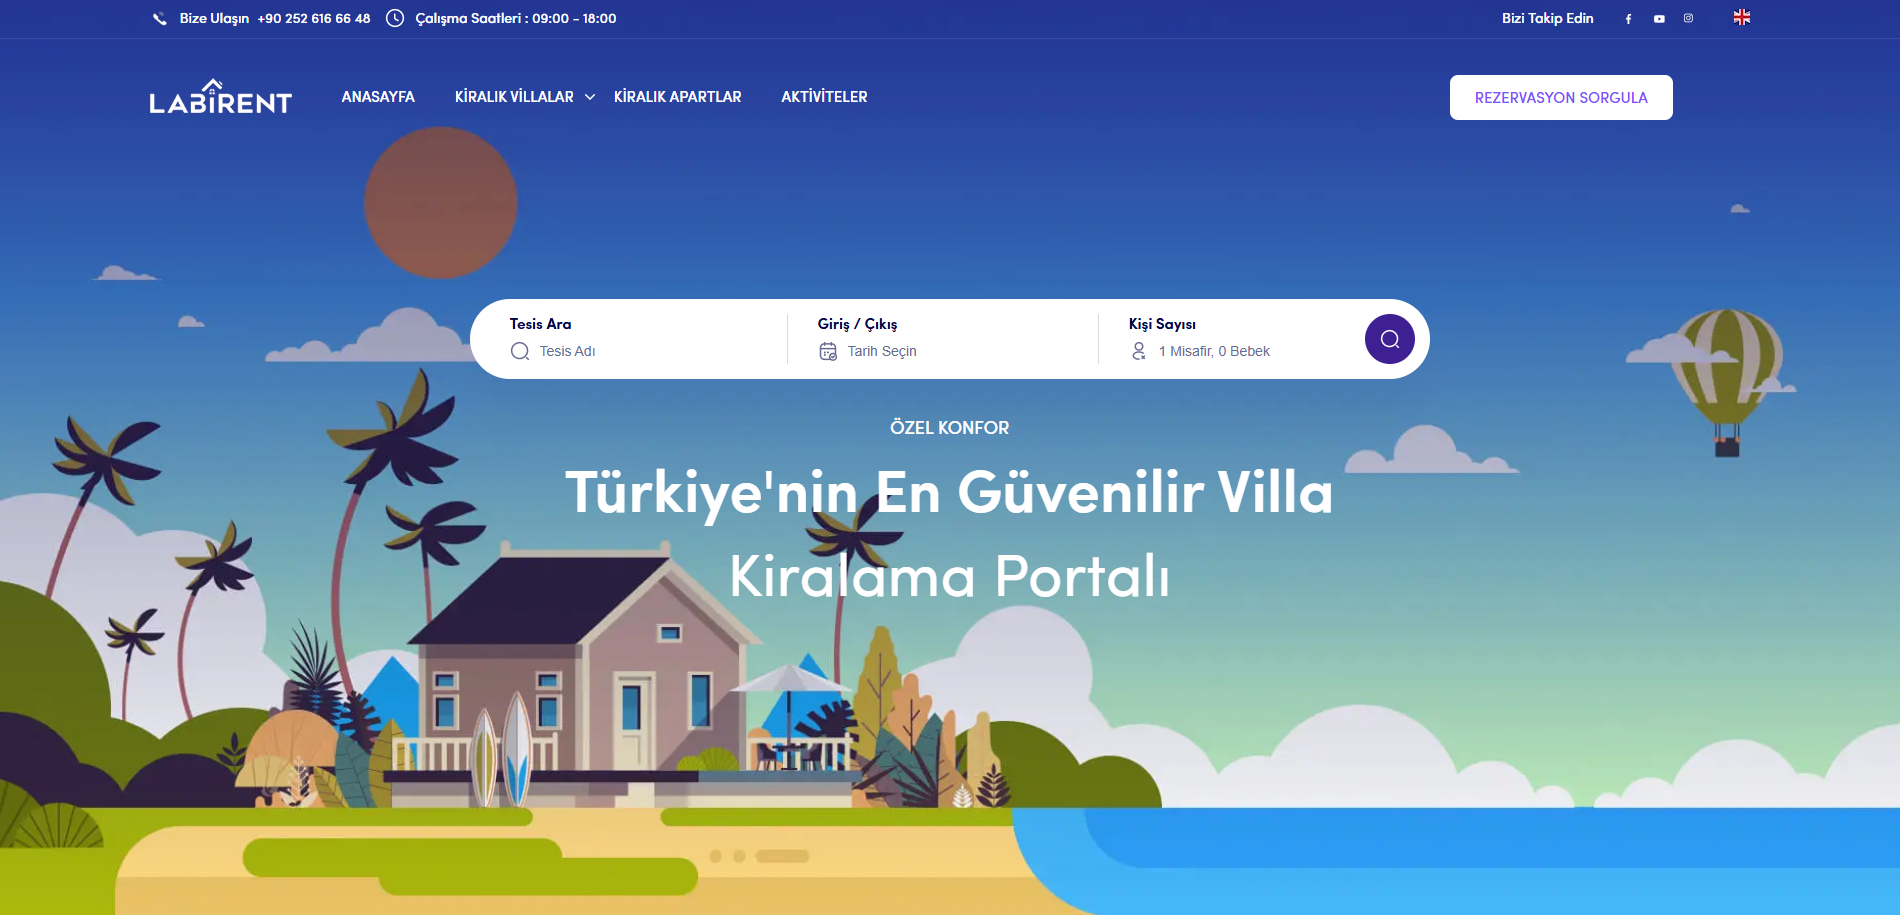 Bize Ulaşın +90 252 616 66 48 Çalışma Saatleri : 09:00 - 18:00 Bizi Takip Edin
LABİRENT ANASAYFA KİRALIK VİLLALAR KİRALIK APARTLAR AKTİVİTELER REZERVASYON SORGULA
Tesis Ara Giriş / Çıkış Kişi Sayısı
Tesis Adı Tarih Seçin 1 Misafir, 0 Bebek
ÖZEL KONFOR
Türkiye'nin En Güvenilir Villa
Kiralama Portalı